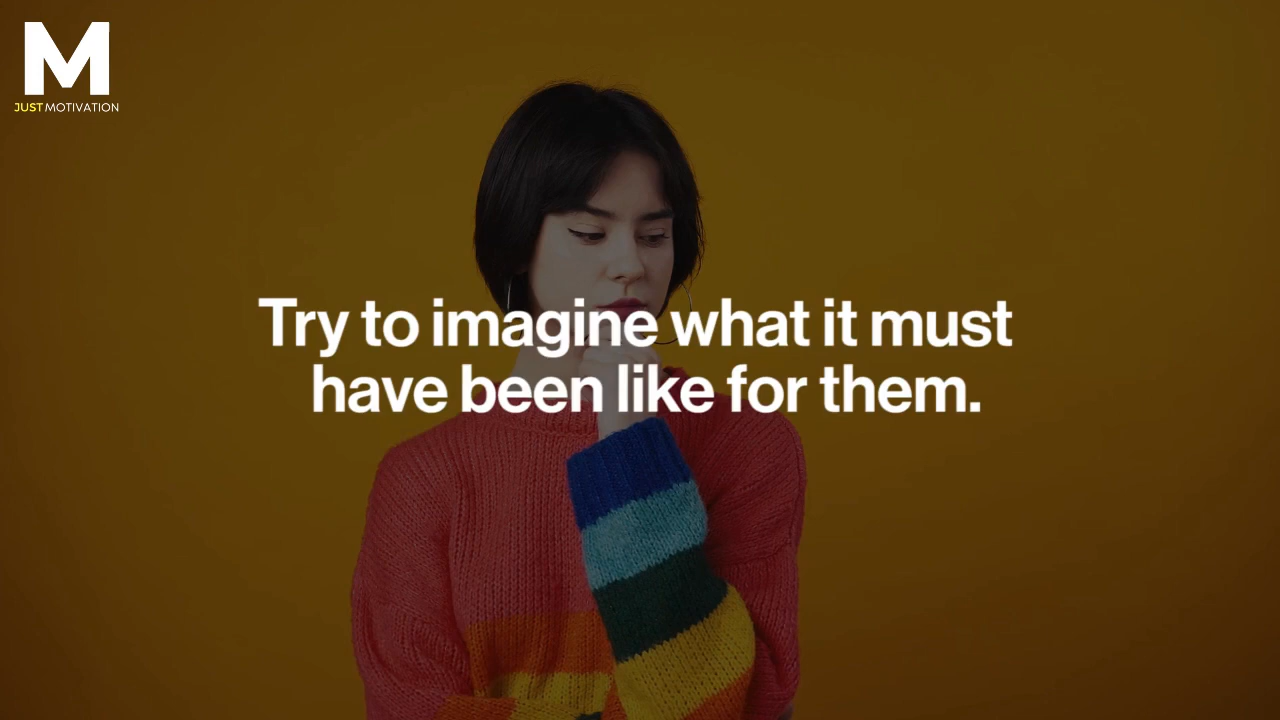 M
JUST MOTIVATION
Try to imagine what it must
have been like for them.